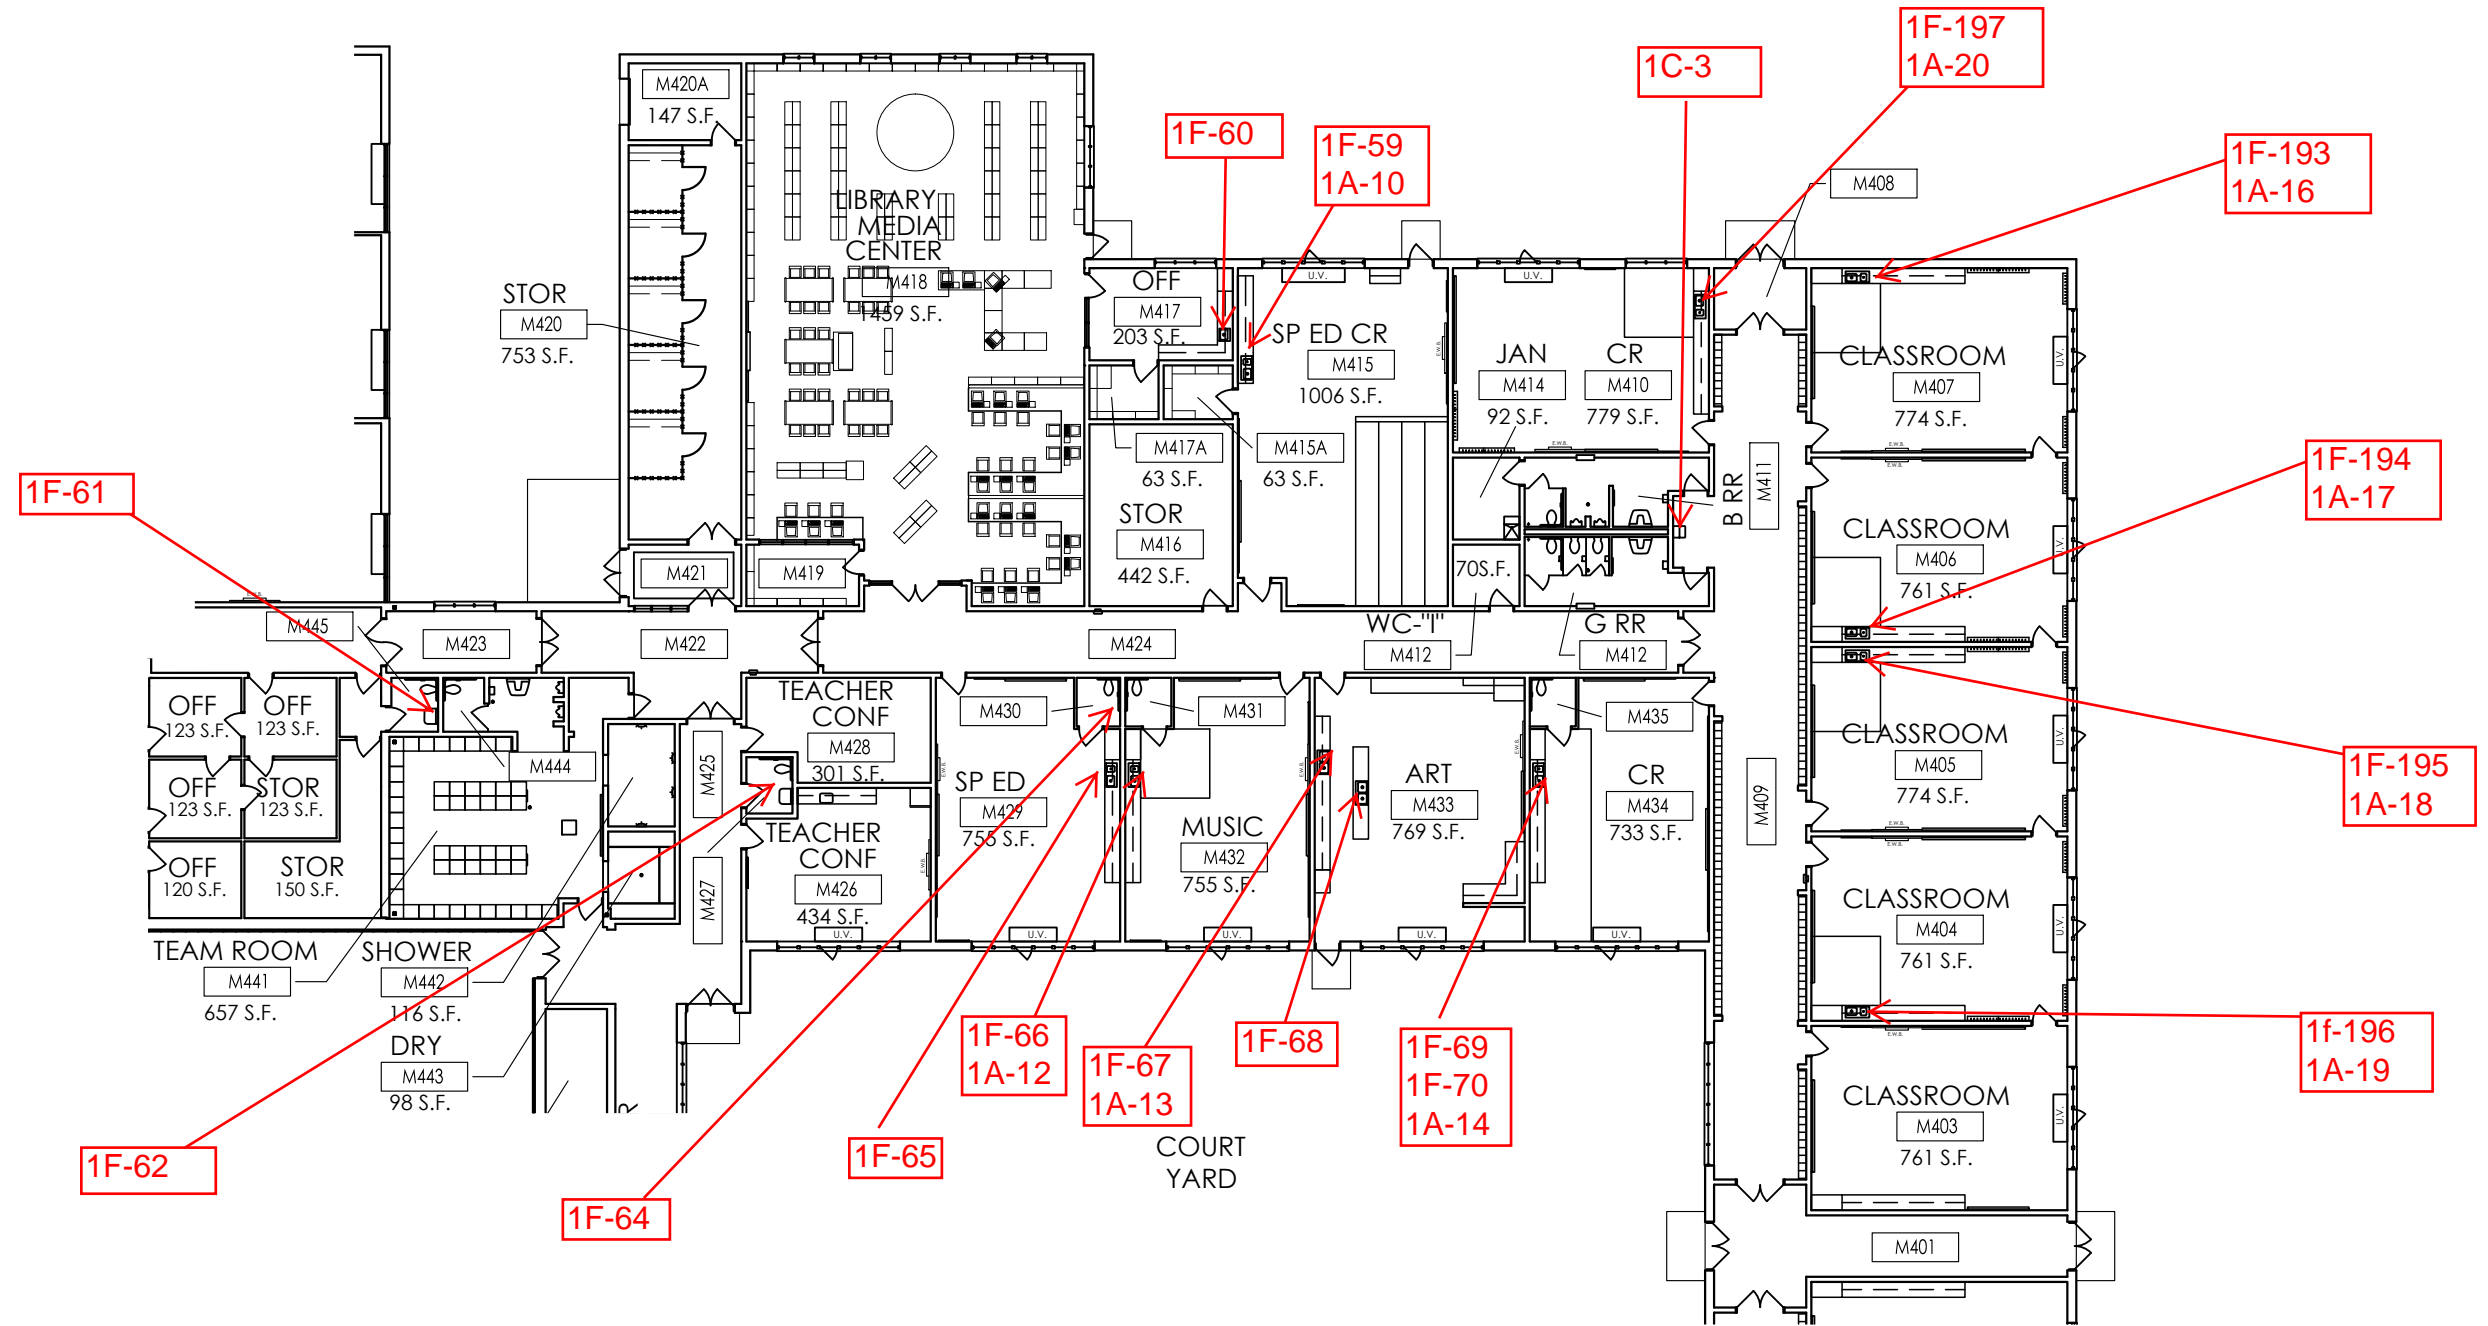 1F-197
1A-20
1C-3
M420A
147 S.F.
1F-60
1F-59
1A-10
1F-193
1A-16
M408
LIBRARY
MEDIA
CENTER
M418
1459 S.F.
STOR
M420
753 S.F.
OFF
M417
203 S.F.
U.V.
SP ED CR
M415
1006 S.F.
E.W.B.
U.V.
JAN
M414
92 S.F.
CR
M410
779 S.F.
E.W.B.
CLASSROOM
M407
774 S.F.
U.V.
E.W.B.
M417A
63 S.F.
M415A
63 S.F.
1F-194
1A-17
1F-61
STOR
M416
442 S.F.
B RR
M411
E.W.B.
CLASSROOM
M406
761 S.F.
U.V.
M421
M419
70S.F.
E.W.B.
M445
M423
M422
M424
WC-"I"
M412
G RR
M412
OFF
123 S.F.
OFF
123 S.F.
TEACHER
CONF
M428
301 S.F.
M430
M431
M435
CLASSROOM
M405
774 S.F.
U.V.
E.W.B.
1F-195
1A-18
M444
M425
OFF
123 S.F.
STOR
123 S.F.
E.W.B.
SP ED
M429
755 S.F.
E.W.B.
MUSIC
M432
755 S.F.
ART
M433
769 S.F.
E.W.B.
CR
M434
733 S.F.
E.W.B.
M409
TEACHER
CONF
M426
434 S.F.
E.W.B.
U.V.
U.V.
U.V.
U.V.
U.V.
OFF
120 S.F.
STOR
150 S.F.
M427
E.W.B.
CLASSROOM
M404
761 S.F.
U.V.
TEAM ROOM
M441
657 S.F.
SHOWER
M442
116 S.F.
DRY
M443
98 S.F.
1F-66
1A-12
1F-67
1A-13
1F-68
1F-69
1F-70
1A-14
1f-196
1A-19
E.W.B.
CLASSROOM
M403
761 S.F.
U.V.
R
1F-62
1F-65
1F-64
COURT
YARD
M401